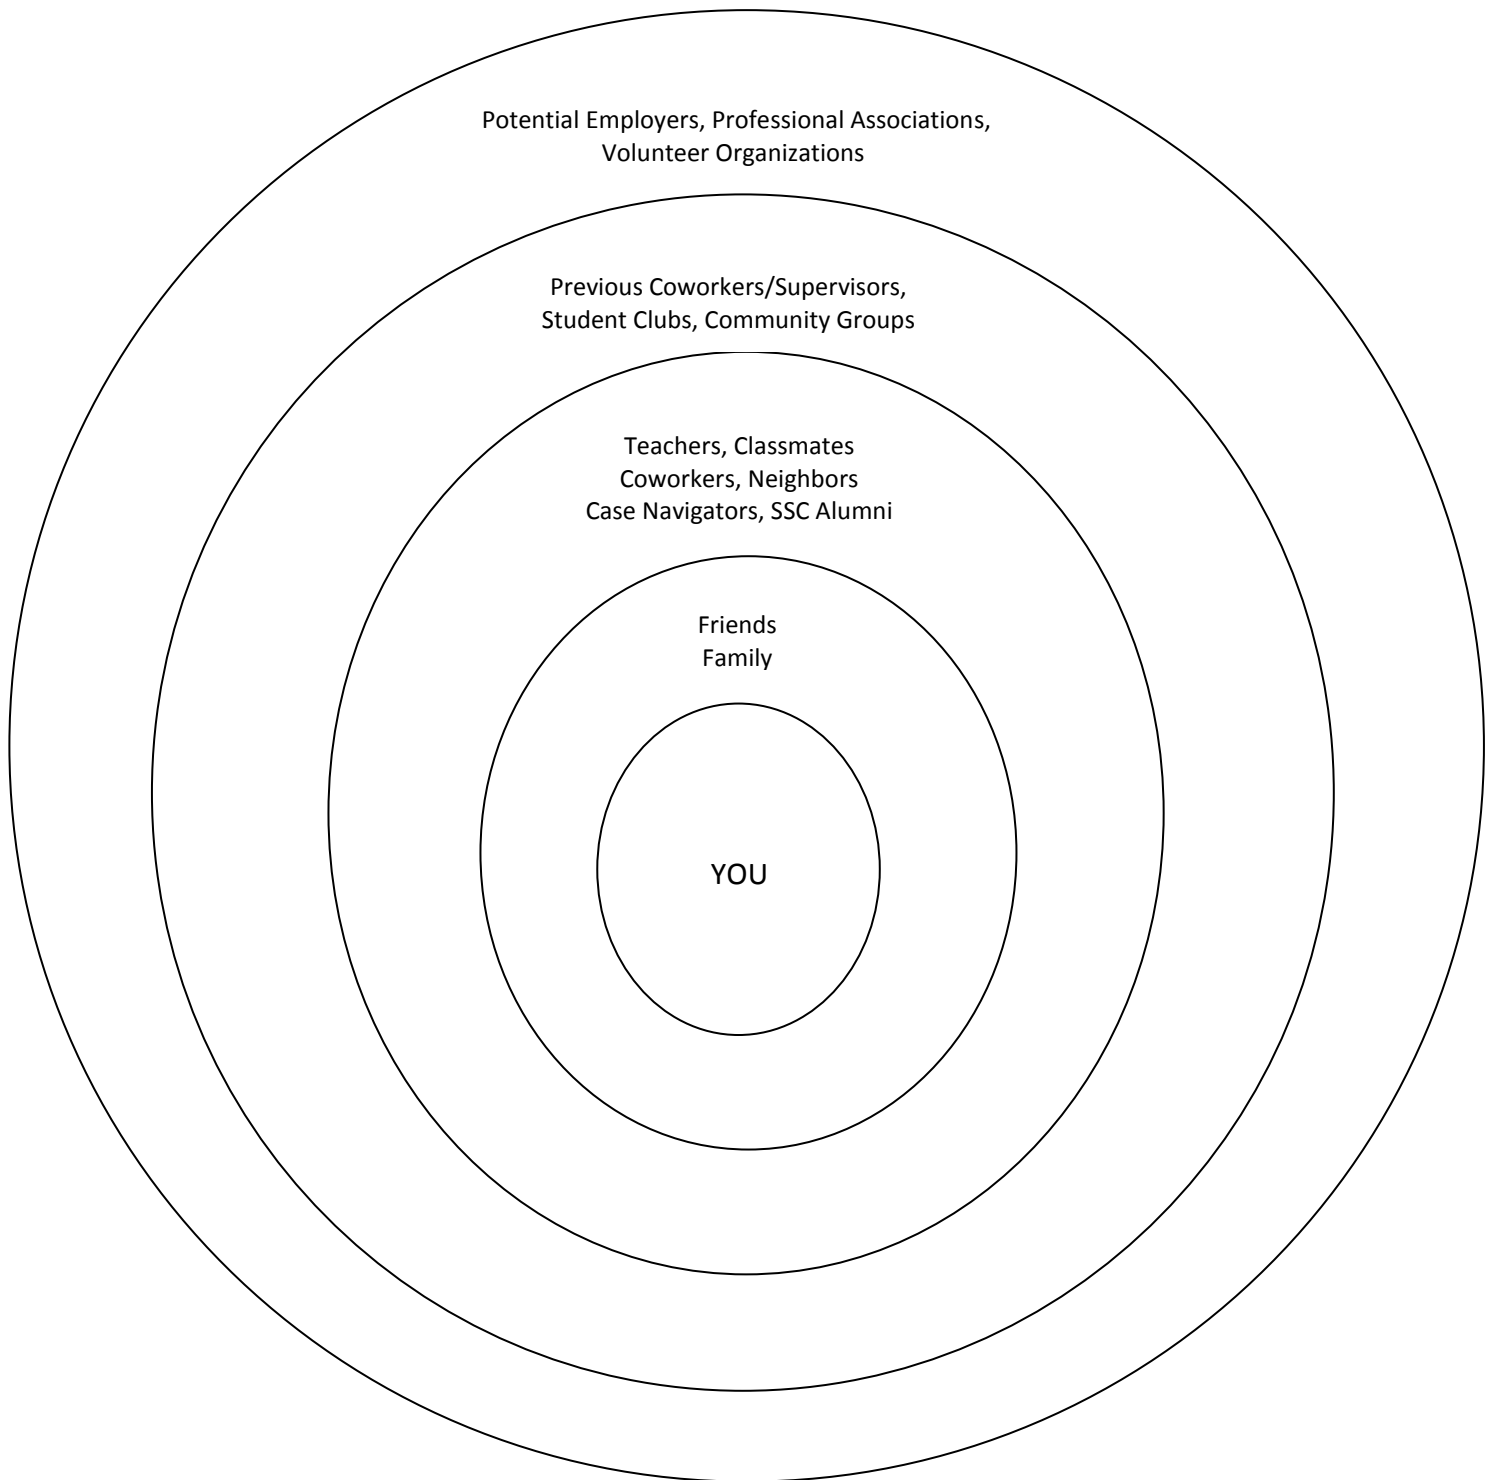 Potential Employers, Professional Associations,
Volunteer Organizations
Previous Coworkers/Supervisors,
Student Clubs, Community Groups
Teachers, Classmates
Coworkers, Neighbors
Case Navigators, SSC Alumni
Friends
Family
YOU